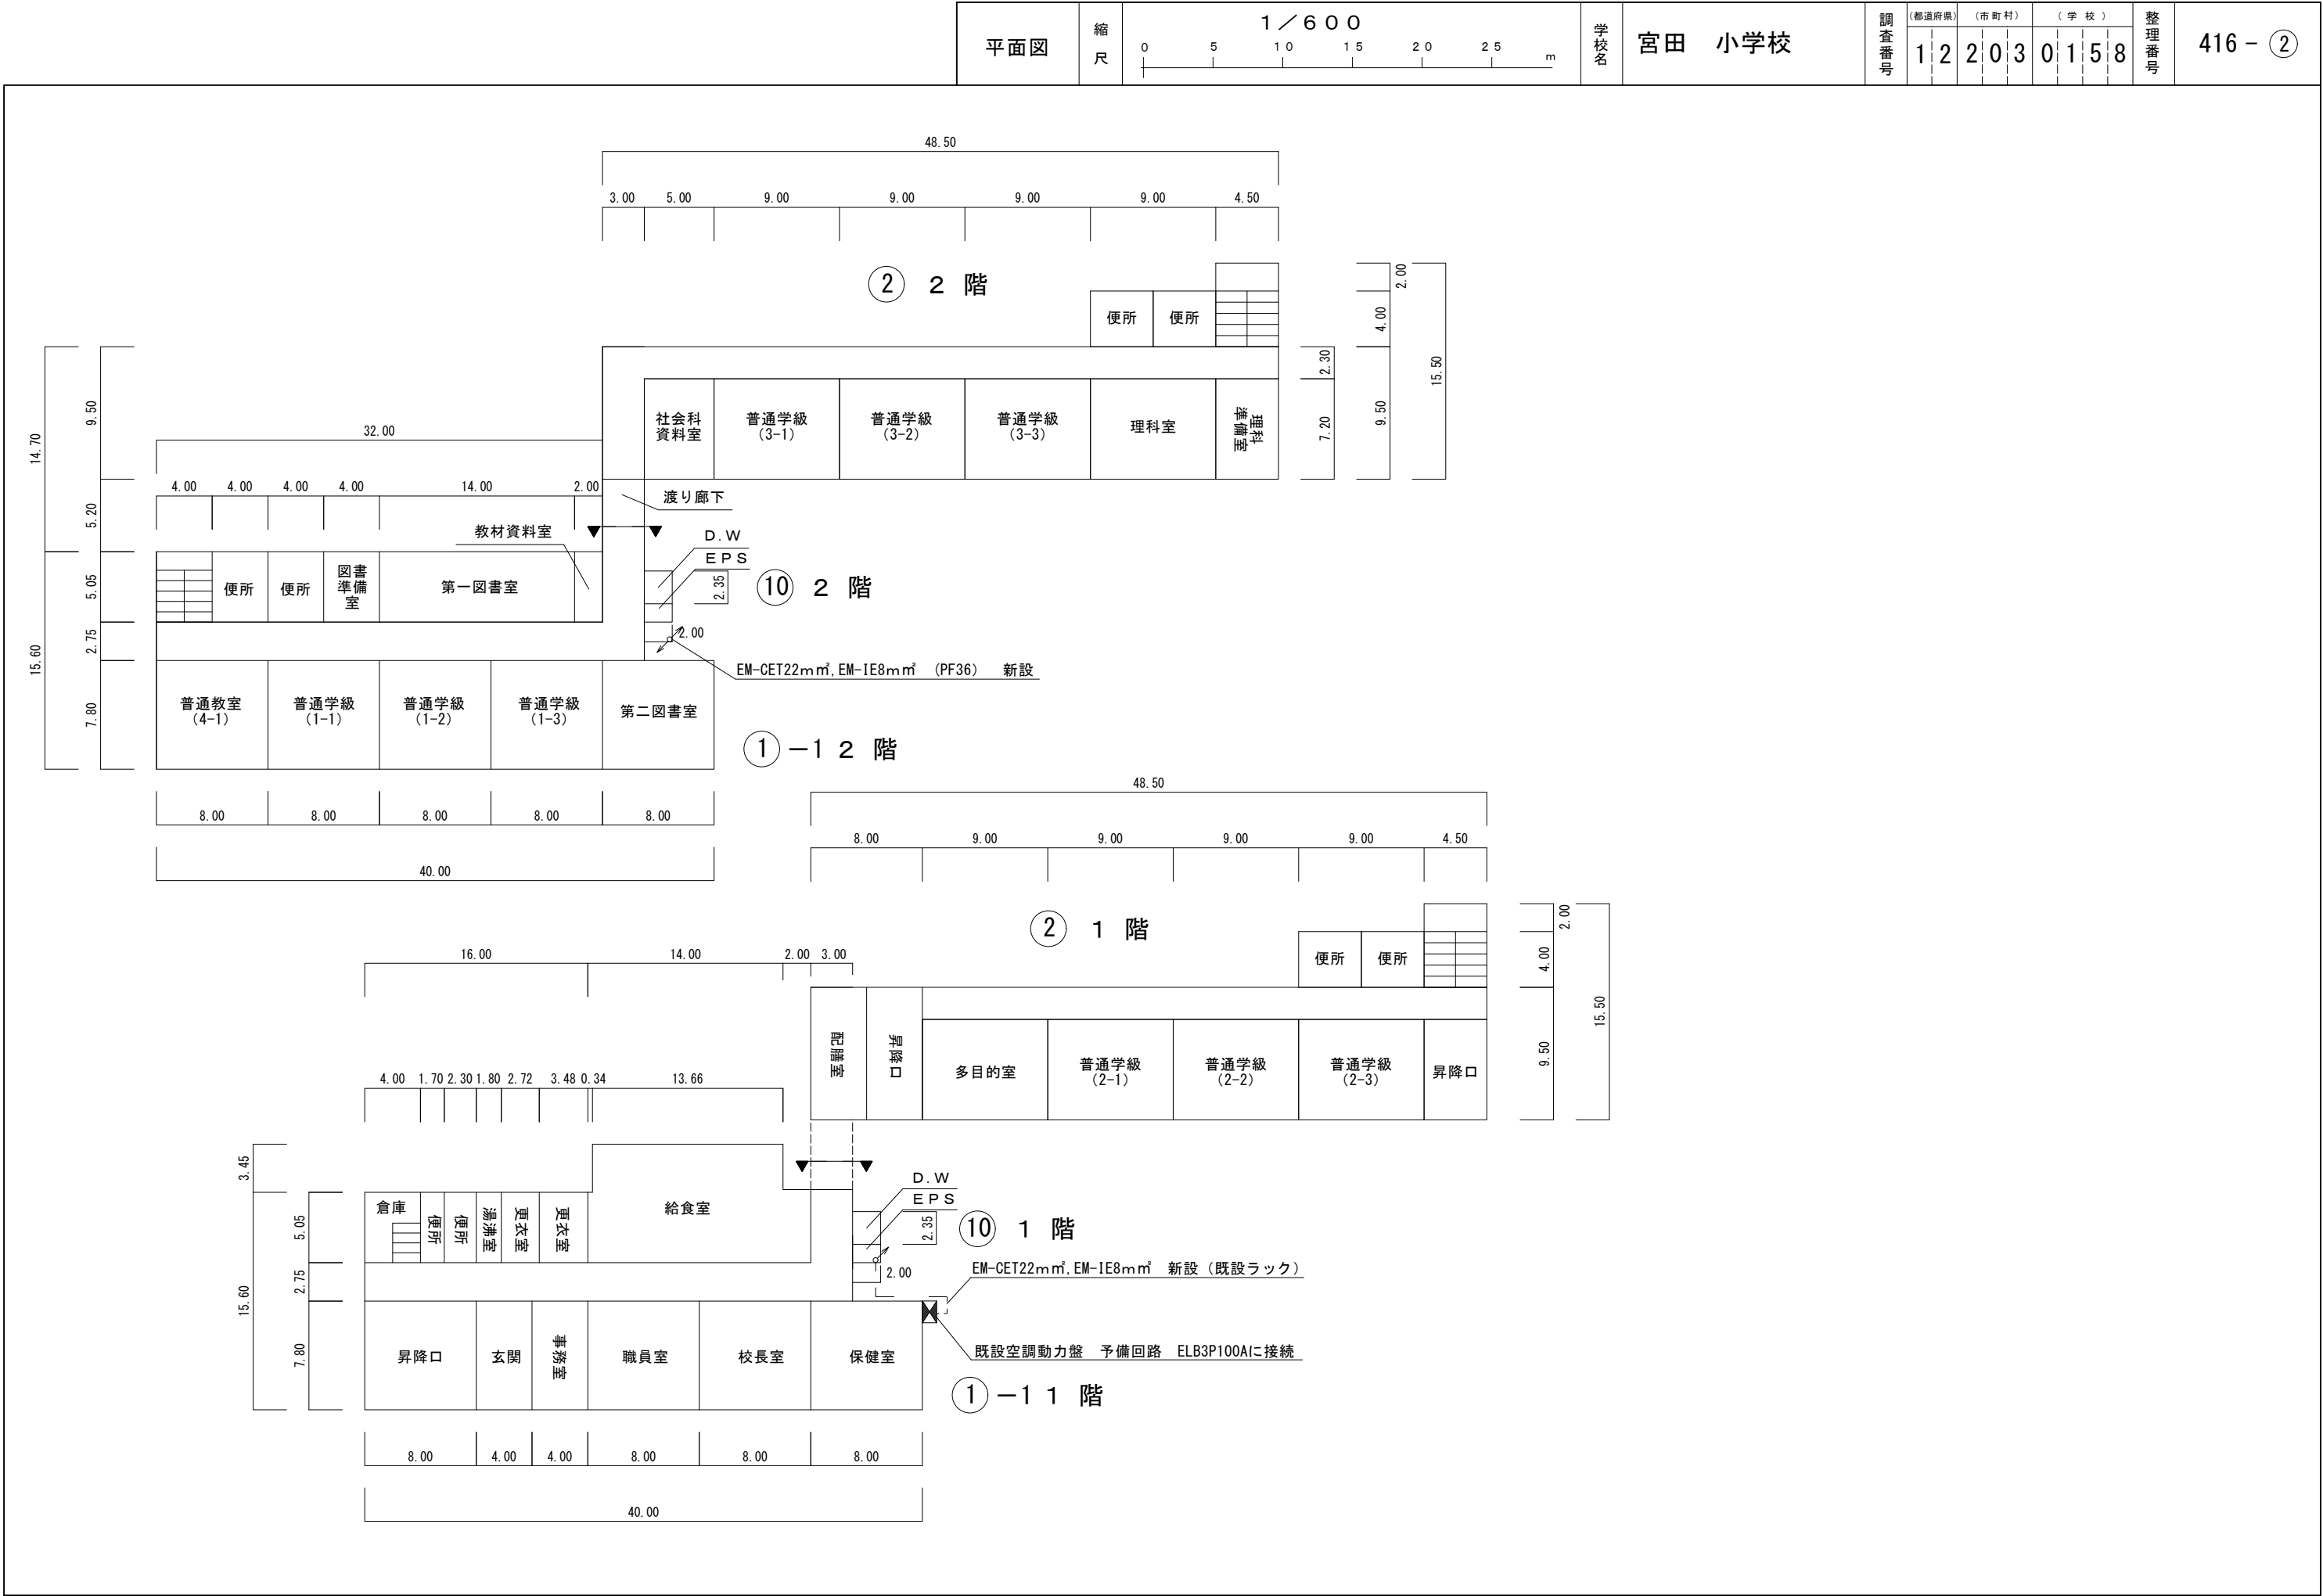 平面図
縮尺
1／600
0 5 10 15 20 25 m
学校名
宮田 小学校
調査番号
(都道府県) (市町村) (学校)
12 203 0158
整理番号
416 - ②
48.50
3.00 5.00 9.00 9.00 9.00 9.00 4.50
② 2 階
便所 便所
2.00
4.00
15.50
2.30
9.50
7.20
社会科
資料室
普通学級
(3-1)
普通学級
(3-2)
普通学級
(3-3)
理科室
理科
準備室
14.70
9.50
5.20
32.00
4.00 4.00 4.00 4.00 14.00 2.00
渡り廊下
教材資料室
D.W
EPS
2.35
⑩ 2 階
2.00
EM-CET22mm²,EM-IE8mm² (PF36) 新設
15.60
5.05
2.75
7.80
便所 便所
図書
準備
室
第一図書室
普通教室
(4-1)
普通学級
(1-1)
普通学級
(1-2)
普通学級
(1-3)
第二図書室
①－1 2 階
8.00 8.00 8.00 8.00 8.00
40.00
48.50
8.00 9.00 9.00 9.00 9.00 4.50
② 1 階
便所 便所
2.00
4.00
15.50
9.50
配膳室
昇降口
多目的室
普通学級
(2-1)
普通学級
(2-2)
普通学級
(2-3)
昇降口
16.00 14.00 2.00 3.00
4.00 1.70 2.30 1.80 2.72 3.48 0.34 13.66
3.45
5.05
15.60
2.75
7.80
倉庫
便所
便所
湯沸室
更衣室
更衣室
給食室
D.W
EPS
2.35
⑩ 1 階
2.00
EM-CET22mm²,EM-IE8mm² 新設（既設ラック）
既設空調動力盤 予備回路 ELB3P100Aに接続
昇降口
玄関
事務室
職員室
校長室
保健室
①－1 1 階
8.00 4.00 4.00 8.00 8.00 8.00
40.00